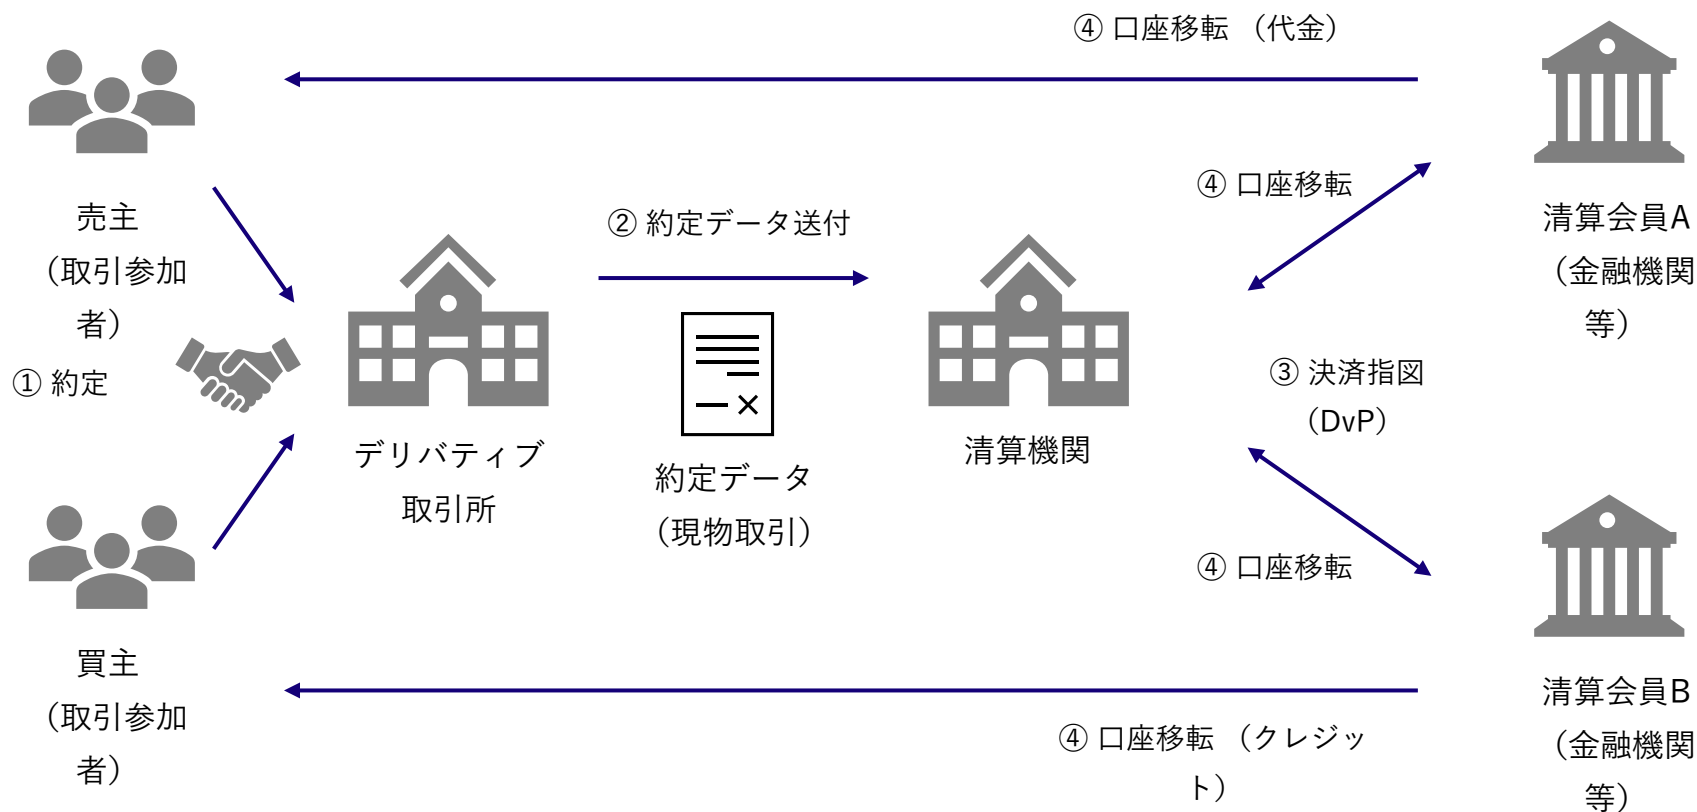 ④ 口座移転 （代金）
売主
（取引参加
者）
① 約定
買主
（取引参加
者）
デリバティブ
取引所
② 約定データ送付
約定データ
（現物取引）
清算機関
④ 口座移転
③ 決済指図
（DvP）
④ 口座移転
清算会員A
（金融機関
等）
清算会員B
（金融機関
等）
④ 口座移転 （クレジッ
ト）